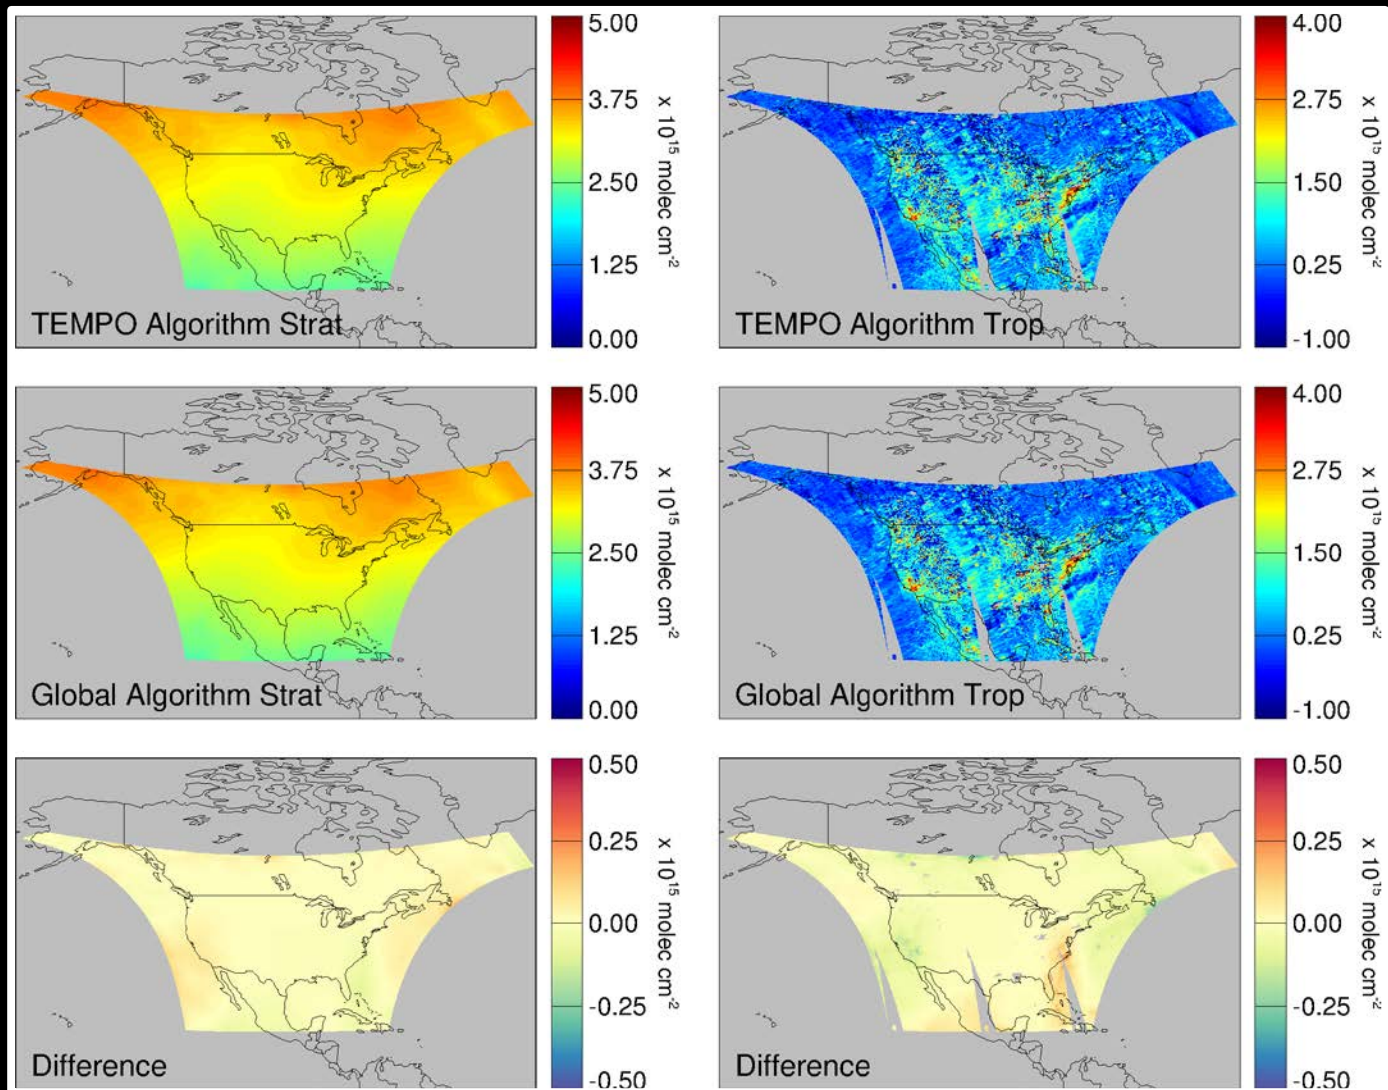 5.00
3.75
2.50
1.25
0.00
x 10¹⁵ molec cm⁻²
TEMPO Algorithm Strat
4.00
2.75
1.50
0.25
-1.00
x 10¹⁵ molec cm⁻²
TEMPO Algorithm Trop
5.00
3.75
2.50
1.25
0.00
x 10¹⁵ molec cm⁻²
Global Algorithm Strat
4.00
2.75
1.50
0.25
-1.00
x 10¹⁵ molec cm⁻²
Global Algorithm Trop
0.50
0.25
0.00
-0.25
-0.50
x 10¹⁵ molec cm⁻²
Difference
0.50
0.25
0.00
-0.25
-0.50
x 10¹⁵ molec cm⁻²
Difference